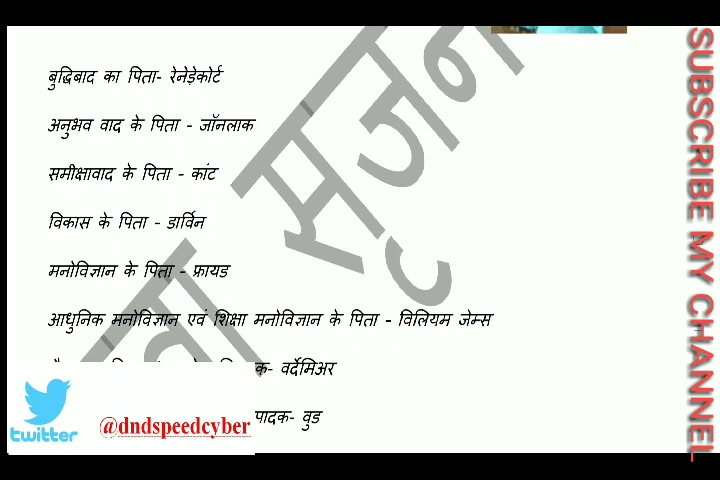 बुद्धिबाद का पिता- रेनेड़ेकोर्ट
अनुभव वाद के पिता - जॉनलाक
समीक्षावाद के पिता - कांट
विकास के पिता - डार्विन
मनोविज्ञान के पिता - फ्रायड
आधुनिक मनोविज्ञान एवं शिक्षा मनोविज्ञान के पिता - विलियम जेम्स
क- वर्देमिअर
पादक- वुड
twitter
@dndspeedcyber
SUBSCRIBE MY CHANNEL
सृजन